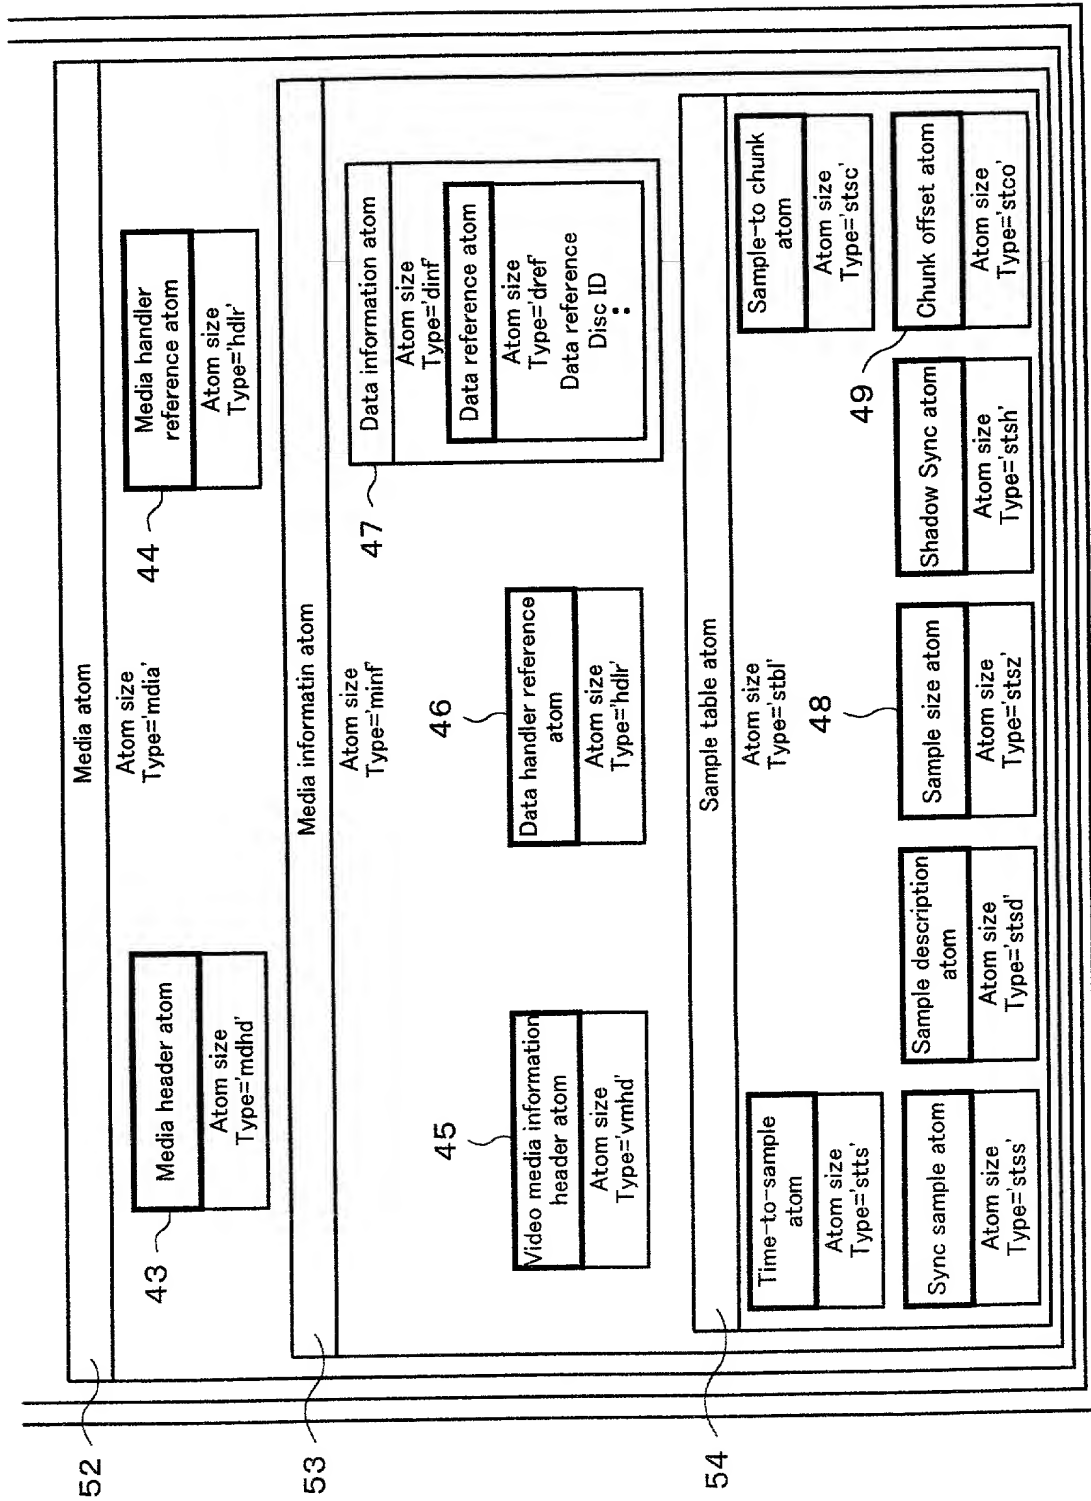 52
Media atom
Atom size
Type='mdia'
43
Media header atom
Atom size
Type='mdhd'
44
Media handler
reference atom
Atom size
Type='hdlr'
53
Media informatin atom
Atom size
Type='minf'
45
Video media information
header atom
Atom size
Type='vmhd'
46
Data handler reference
atom
Atom size
Type='hdlr'
47
Data information atom
Atom size
Type='dinf'
Data reference atom
Atom size
Type='dref'
Data reference
Disc ID
:
54
Sample table atom
Atom size
Type='stbl'
Time-to-sample
atom
Atom size
Type='stts'
Sample-to chunk
atom
Atom size
Type='stsc'
Sync sample atom
Atom size
Type='stss'
Sample description
atom
Atom size
Type='stsd'
48
Sample size atom
Atom size
Type='stsz'
Shadow Sync atom
Atom size
Type='stsh'
49
Chunk offset atom
Atom size
Type='stco'